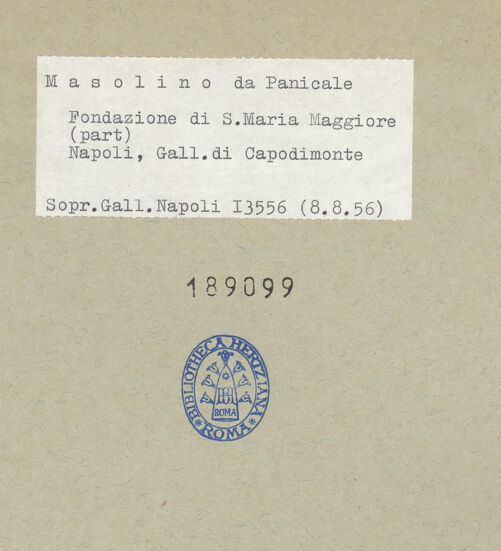 Masolino da Panicale
Fondazione di S.Maria Maggiore
(part)
Napoli, Gall.di Capodimonte
Sopr.Gall.Napoli I3556 (8.8.56)
189099
BIBLIOTHECA HERTZIANA
ROMA
ROMA